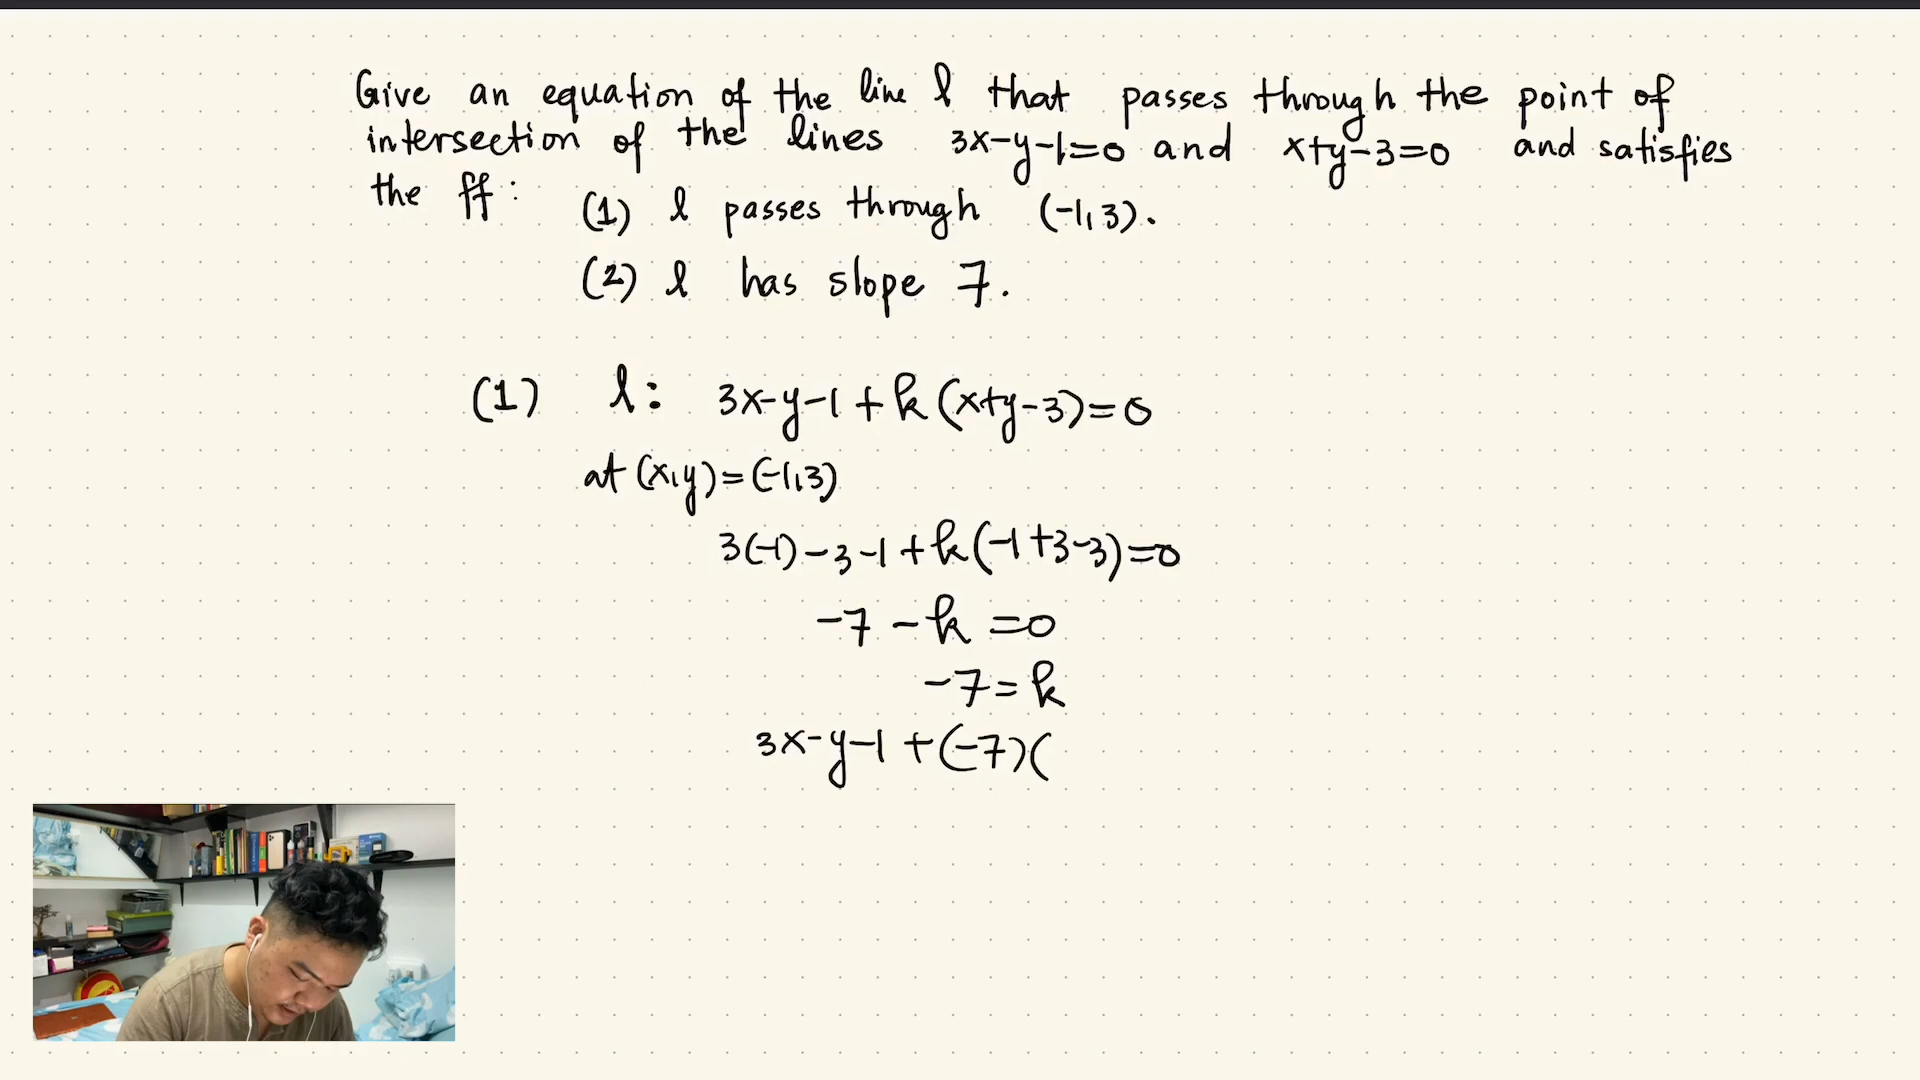 Give an equation of the line l that passes through the point of
intersection of the lines 3x-y-1=0 and x+y-3=0 and satisfies
the ff:
(1) l passes through (-1,3).
(2) l has slope 7.
(1) l: 3x-y-1+k(x+y-3)=0
at (x,y)=(-1,3)
3(-1)-3-1+k(-1+3-3)=0
-7-k=0
-7=k
3x-y-1+(-7)(